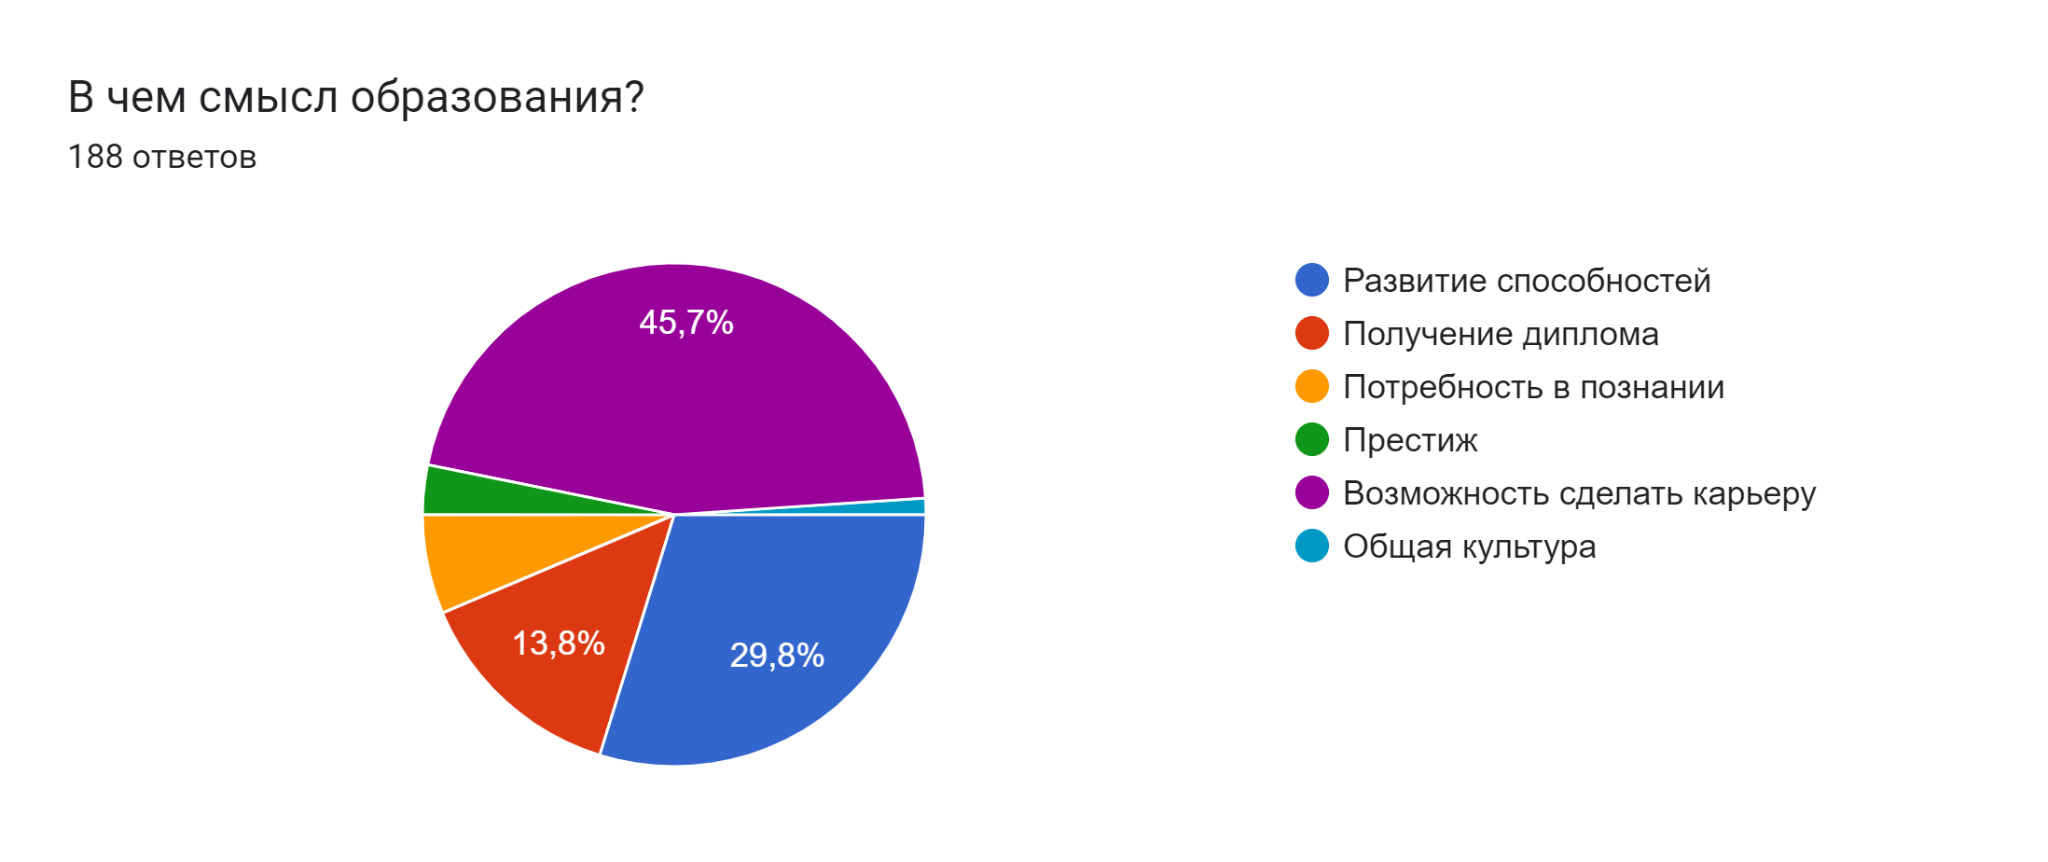 В чем смысл образования?
188 ответов
45,7%
13,8%
29,8%
Развитие способностей
Получение диплома
Потребность в познании
Престиж
Возможность сделать карьеру
Общая культура